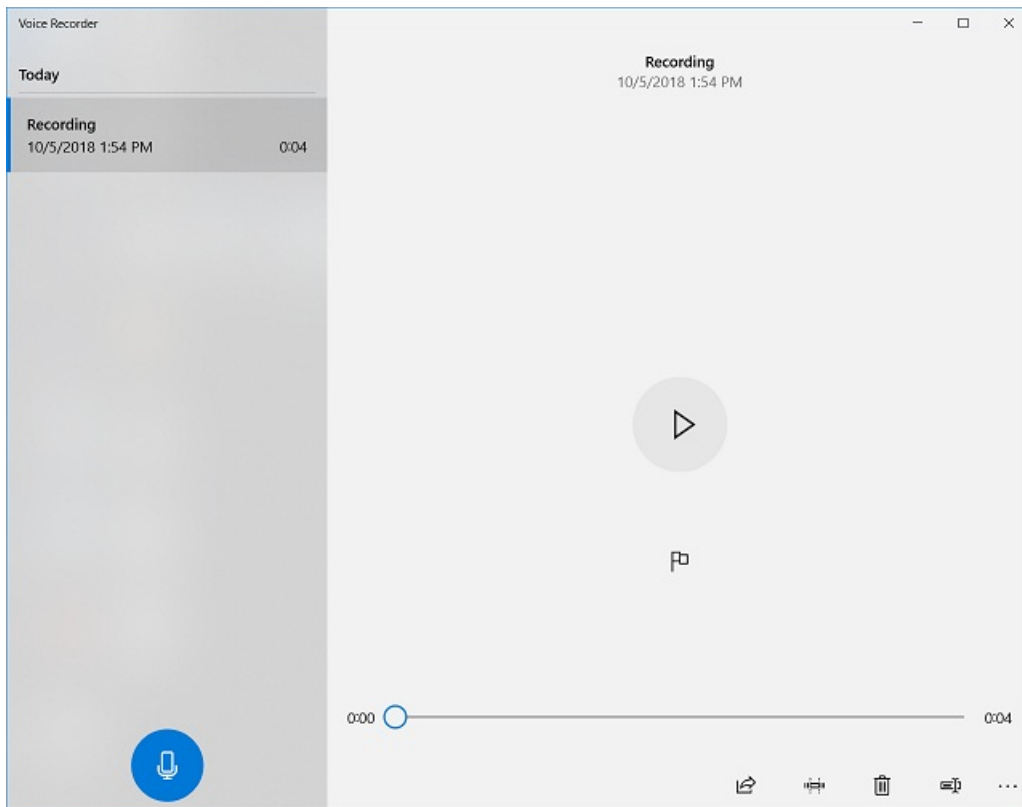 Voice Recorder
Today
Recording
10/5/2018 1:54 PM 0:04
Recording
10/5/2018 1:54 PM
0:00 0:04